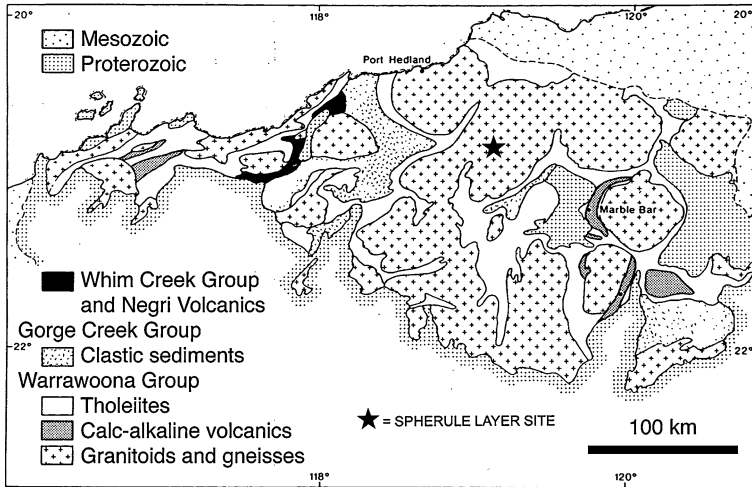 20°
118°
120°
20°
Mesozoic
Proterozoic
Port Hedland
Marble Bar
Whim Creek Group
and Negri Volcanics
Gorge Creek Group
Clastic sediments
Warrawoona Group
Tholeiites
Calc-alkaline volcanics
Granitoids and gneisses
22°
22°
★ = SPHERULE LAYER SITE
100 km
118°
120°